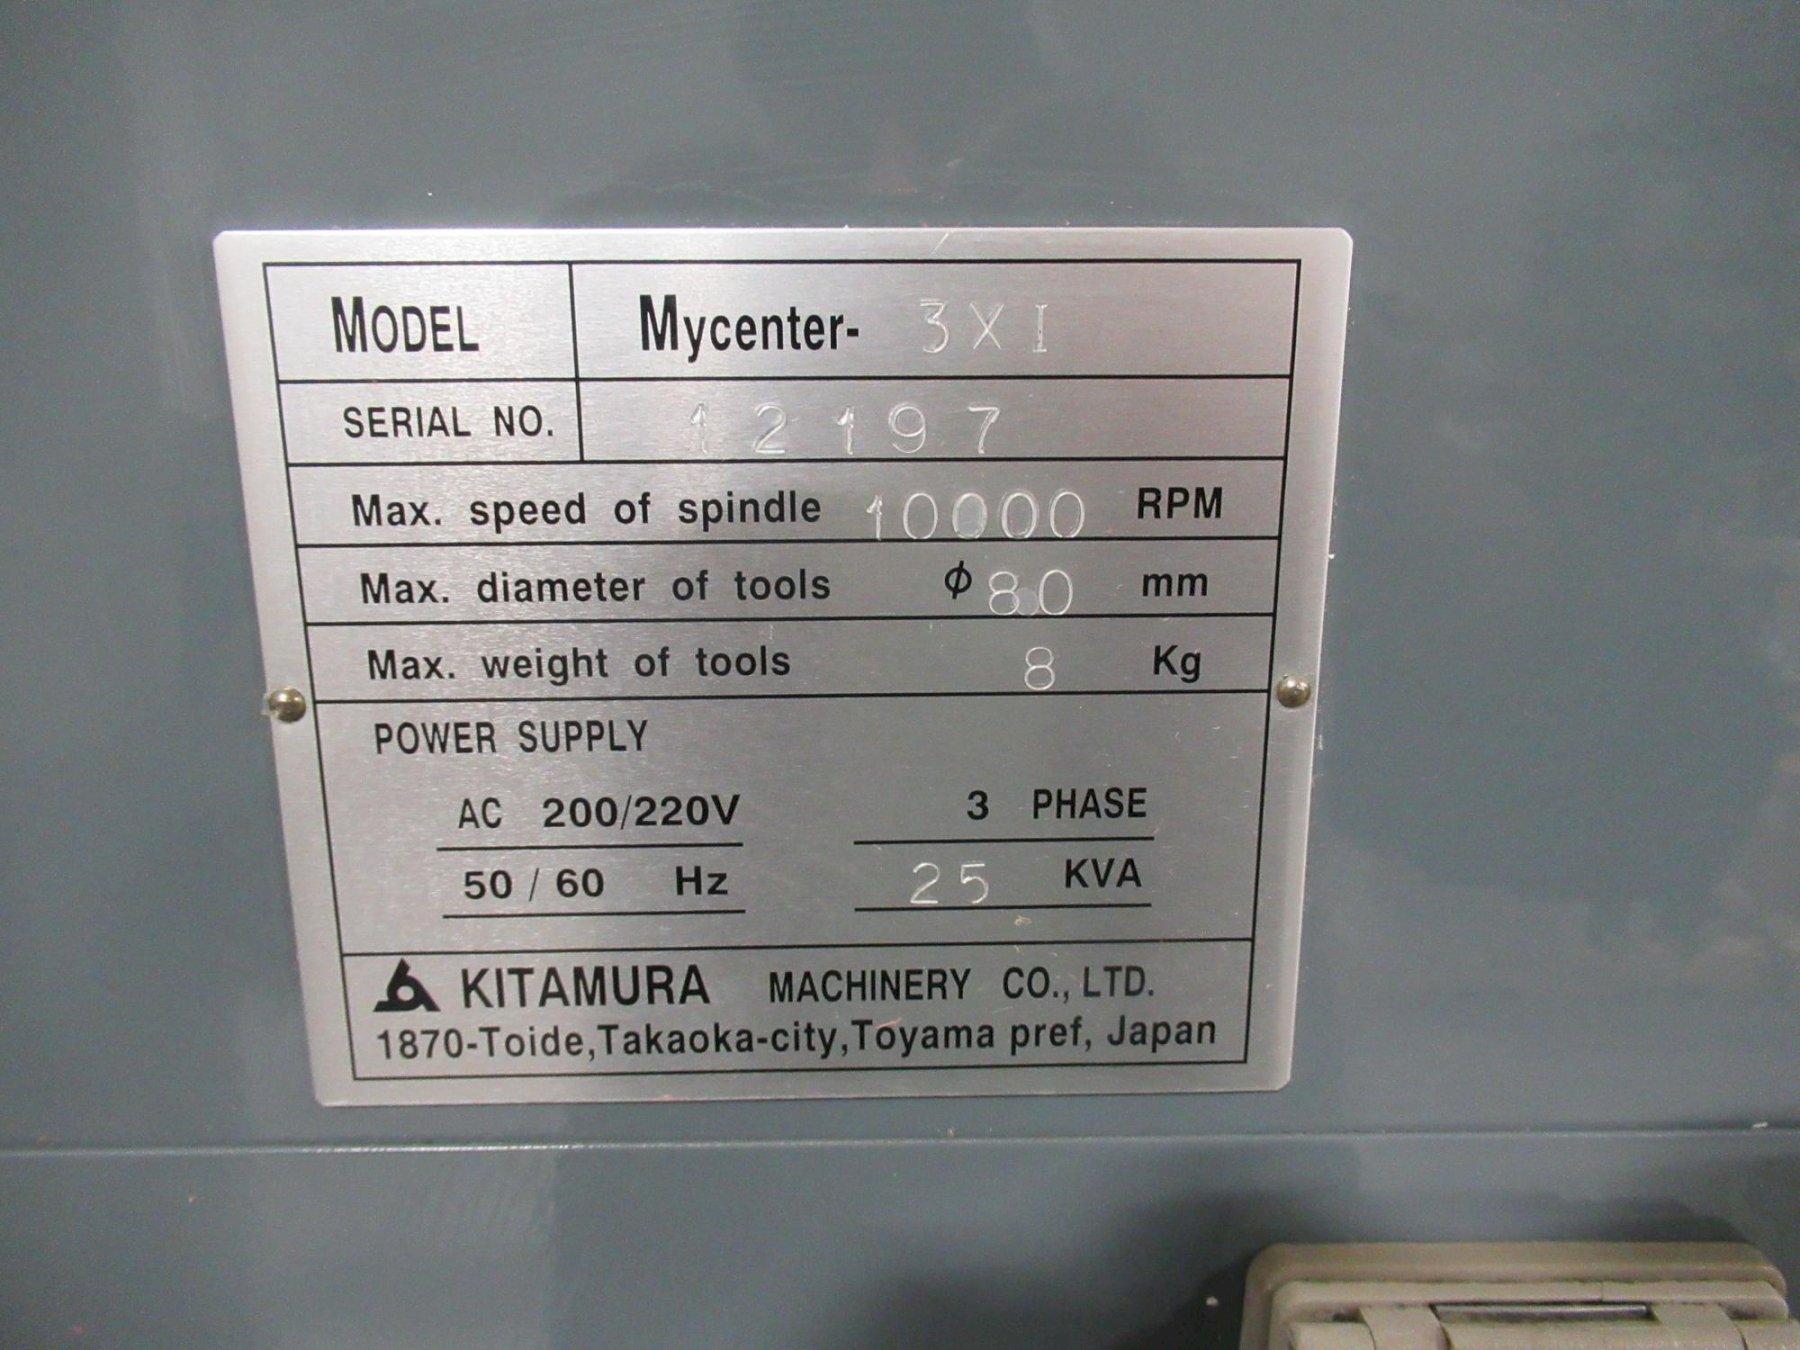 MODEL Mycenter- 3XI
SERIAL NO. 12197
Max. speed of spindle 10000 RPM
Max. diameter of tools ϕ 80 mm
Max. weight of tools 8 Kg
POWER SUPPLY
AC 200/220V 3 PHASE
50 / 60 Hz 25 KVA
KITAMURA MACHINERY CO., LTD.
1870-Toide,Takaoka-city,Toyama pref, Japan